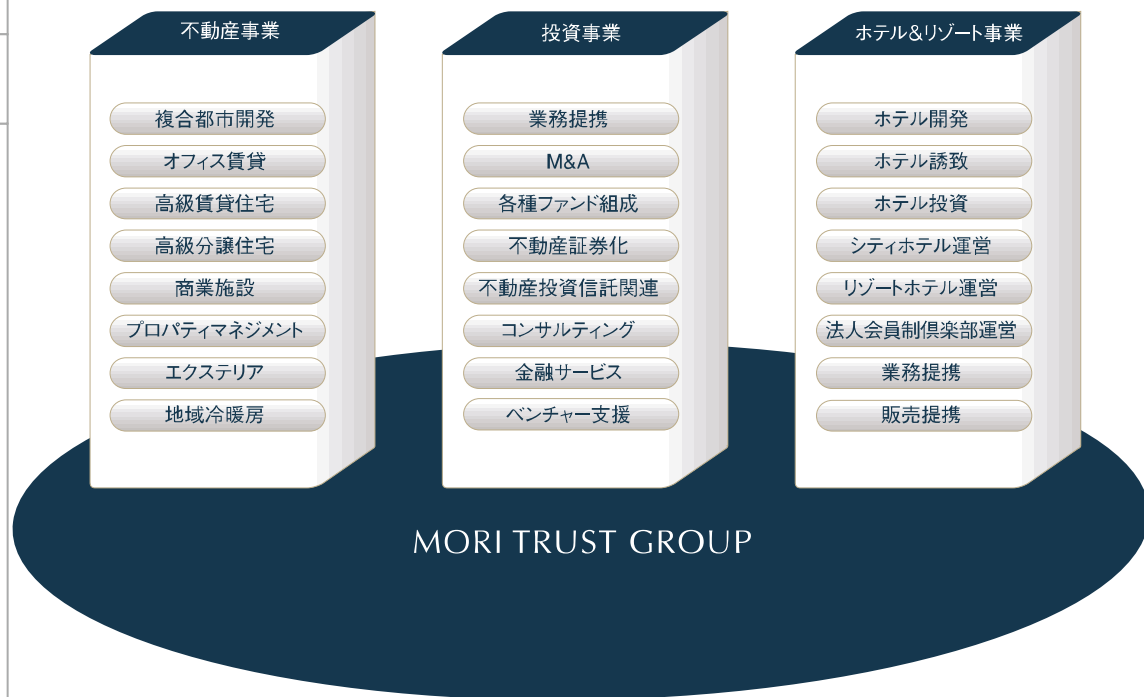 不動産事業
複合都市開発
オフィス賃貸
高級賃貸住宅
高級分譲住宅
商業施設
プロパティマネジメント
エクステリア
地域冷暖房
投資事業
業務提携
M&A
各種ファンド組成
不動産証券化
不動産投資信託関連
コンサルティング
金融サービス
ベンチャー支援
ホテル&リゾート事業
ホテル開発
ホテル誘致
ホテル投資
シティホテル運営
リゾートホテル運営
法人会員制倶楽部運営
業務提携
販売提携
MORI TRUST GROUP